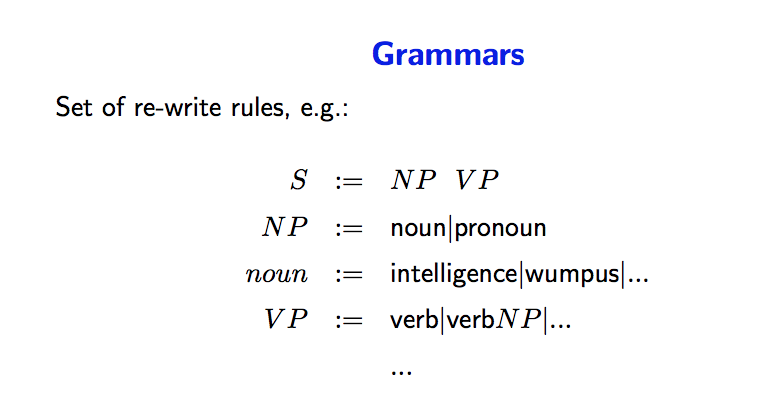 Grammars
Set of re-write rules, e.g.:
S := NP VP
NP := noun|pronoun
noun := intelligence|wumpus|...
VP := verb|verbNP|...
...